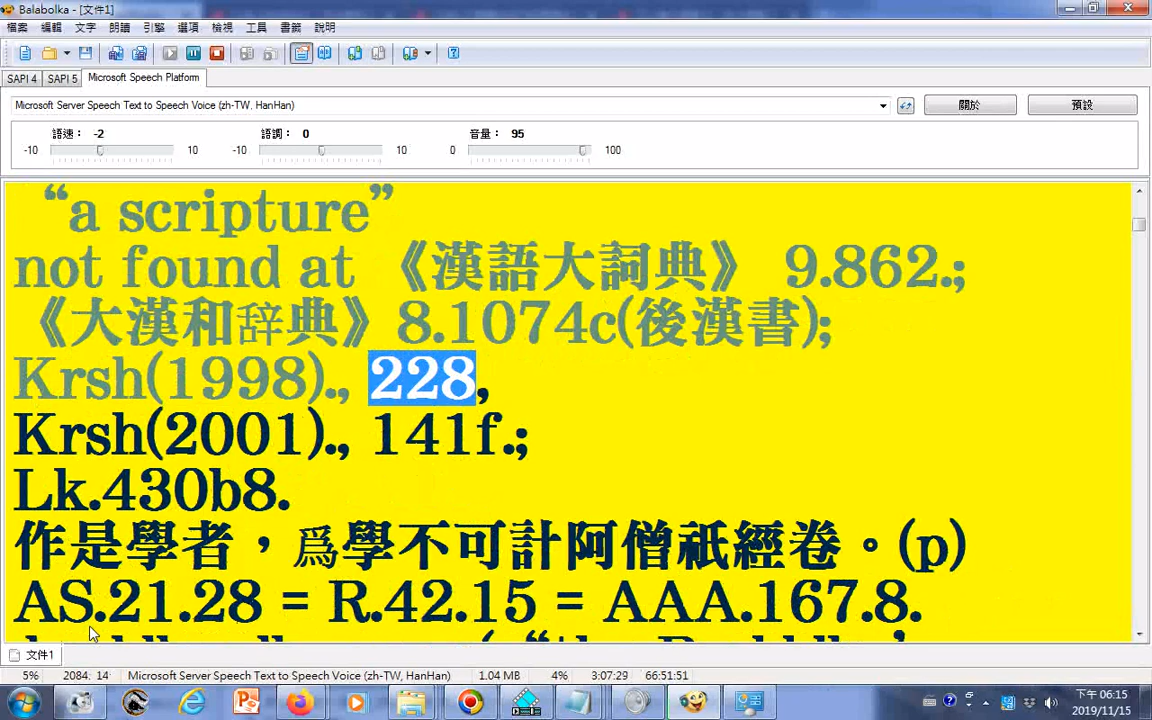 Balabolka - [文件1]
檔案 編輯 文字 朗讀 引擎 選項 檢視 工具 書籤 說明
SAPI 4 SAPI 5 Microsoft Speech Platform
Microsoft Server Speech Text to Speech Voice (zh-TW, HanHan) 關於 預設
語速： -2 語調： 0 音量： 95
-10 10 -10 10 0 100
“a scripture”
not found at 《漢語大詞典》 9.862.;
《大漢和辞典》8.1074c(後漢書);
Krsh(1998)., 228,
Krsh(2001)., 141f.;
Lk.430b8.
作是學者，爲學不可計阿僧祇經卷。(p)
AS.21.28 = R.42.15 = AAA.167.8.
文件1
5% 2084: 14 Microsoft Server Speech Text to Speech Voice (zh-TW, HanHan) 1.04 MB 4% 3:07:29 66:51:51
下午 06:15
2019/11/15